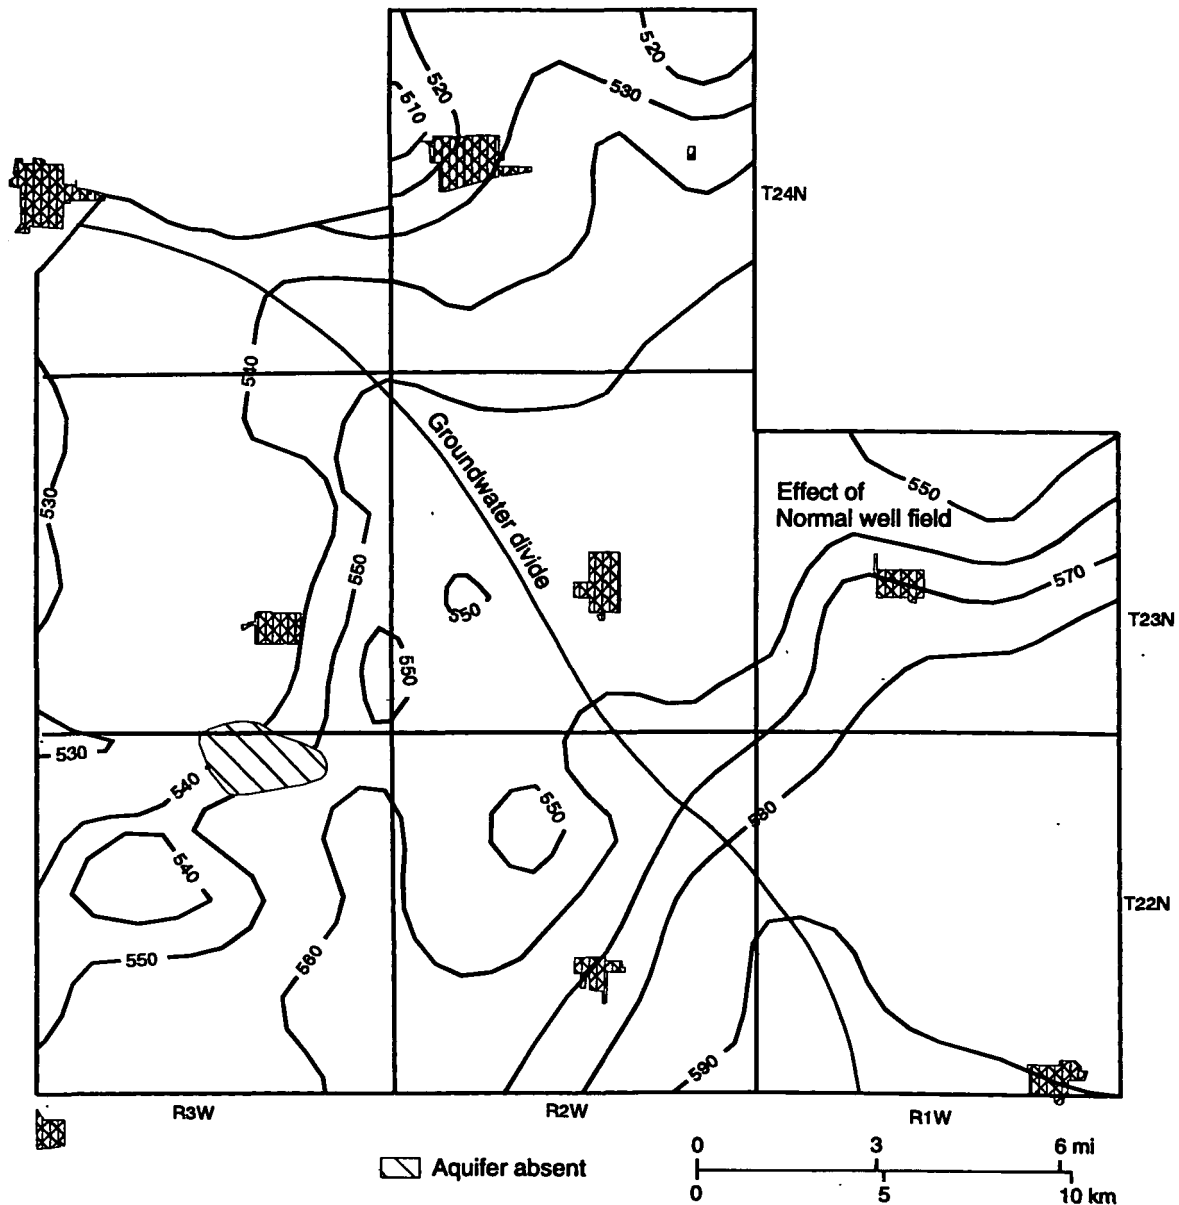 520
520
510
530
T24N
540
Groundwater divide
550
Effect of
Normal well field
530
550
570
550
T23N
550
530
540
550
580
540
T22N
550
560
590
R3W
R2W
R1W
Aquifer absent
0 3 6 mi
0 5 10 km